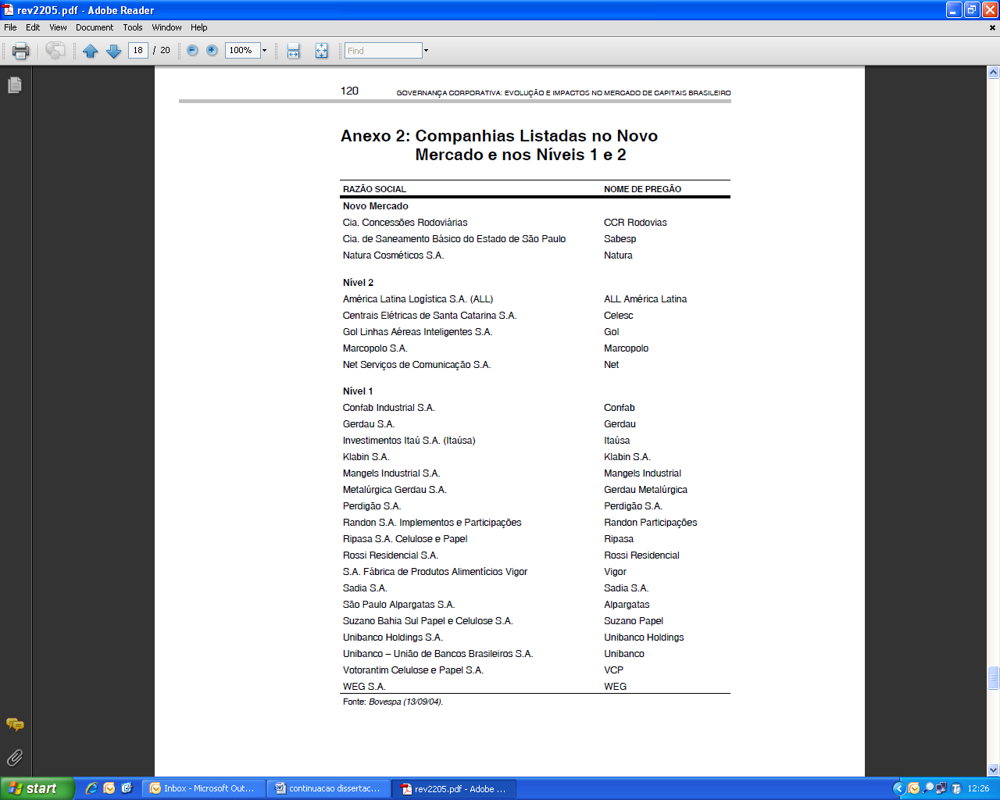 rev2205.pdf - Adobe Reader
File Edit View Document Tools Window Help
18 / 20 100% Find
120 GOVERNANÇA CORPORATIVA: EVOLUÇÃO E IMPACTOS NO MERCADO DE CAPITAIS BRASILEIRO
Anexo 2: Companhias Listadas no Novo
Mercado e nos Níveis 1 e 2
RAZÃO SOCIAL NOME DE PREGÃO
Novo Mercado
Cia. Concessões Rodoviárias CCR Rodovias
Cia. de Saneamento Básico do Estado de São Paulo Sabesp
Natura Cosméticos S.A. Natura
Nível 2
América Latina Logística S.A. (ALL) ALL América Latina
Centrais Elétricas de Santa Catarina S.A. Celesc
Gol Linhas Aéreas Inteligentes S.A. Gol
Marcopolo S.A. Marcopolo
Net Serviços de Comunicação S.A. Net
Nível 1
Confab Industrial S.A. Confab
Gerdau S.A. Gerdau
Investimentos Itaú S.A. (Itaúsa) Itaúsa
Klabin S.A. Klabin S.A.
Mangels Industrial S.A. Mangels Industrial
Metalúrgica Gerdau S.A. Gerdau Metalúrgica
Perdigão S.A. Perdigão S.A.
Randon S.A. Implementos e Participações Randon Participações
Ripasa S.A. Celulose e Papel Ripasa
Rossi Residencial S.A. Rossi Residencial
S.A. Fábrica de Produtos Alimentícios Vigor Vigor
Sadia S.A. Sadia S.A.
São Paulo Alpargatas S.A. Alpargatas
Suzano Bahia Sul Papel e Celulose S.A. Suzano Papel
Unibanco Holdings S.A. Unibanco Holdings
Unibanco – União de Bancos Brasileiros S.A. Unibanco
Votorantim Celulose e Papel S.A. VCP
WEG S.A. WEG
Fonte: Bovespa (13/09/04).
start Inbox - Microsoft Out... continuacao dissertac... rev2205.pdf - Adobe ... 12:26